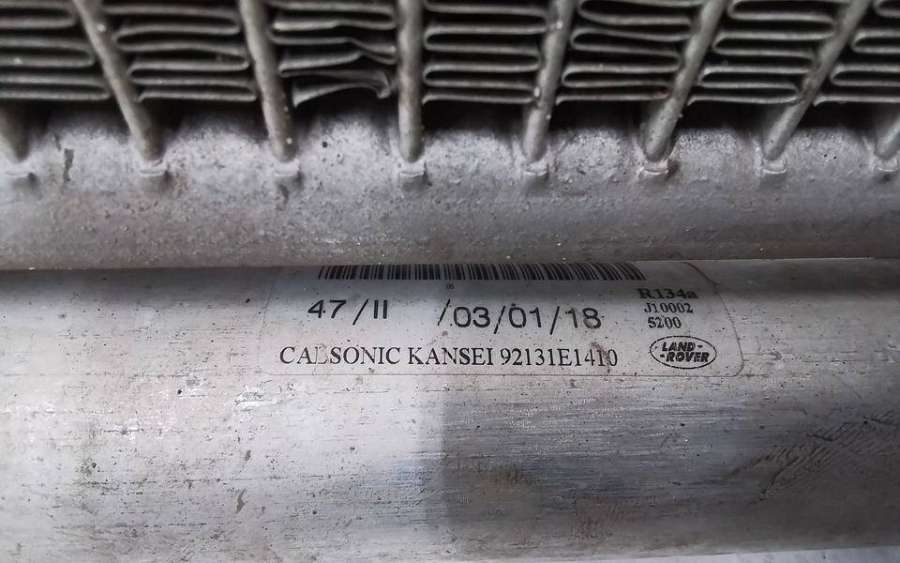 R134a
47/II /03/01/18
J10002
5200
CALSONIC KANSEI 92131E1410
LAND-
-ROVER